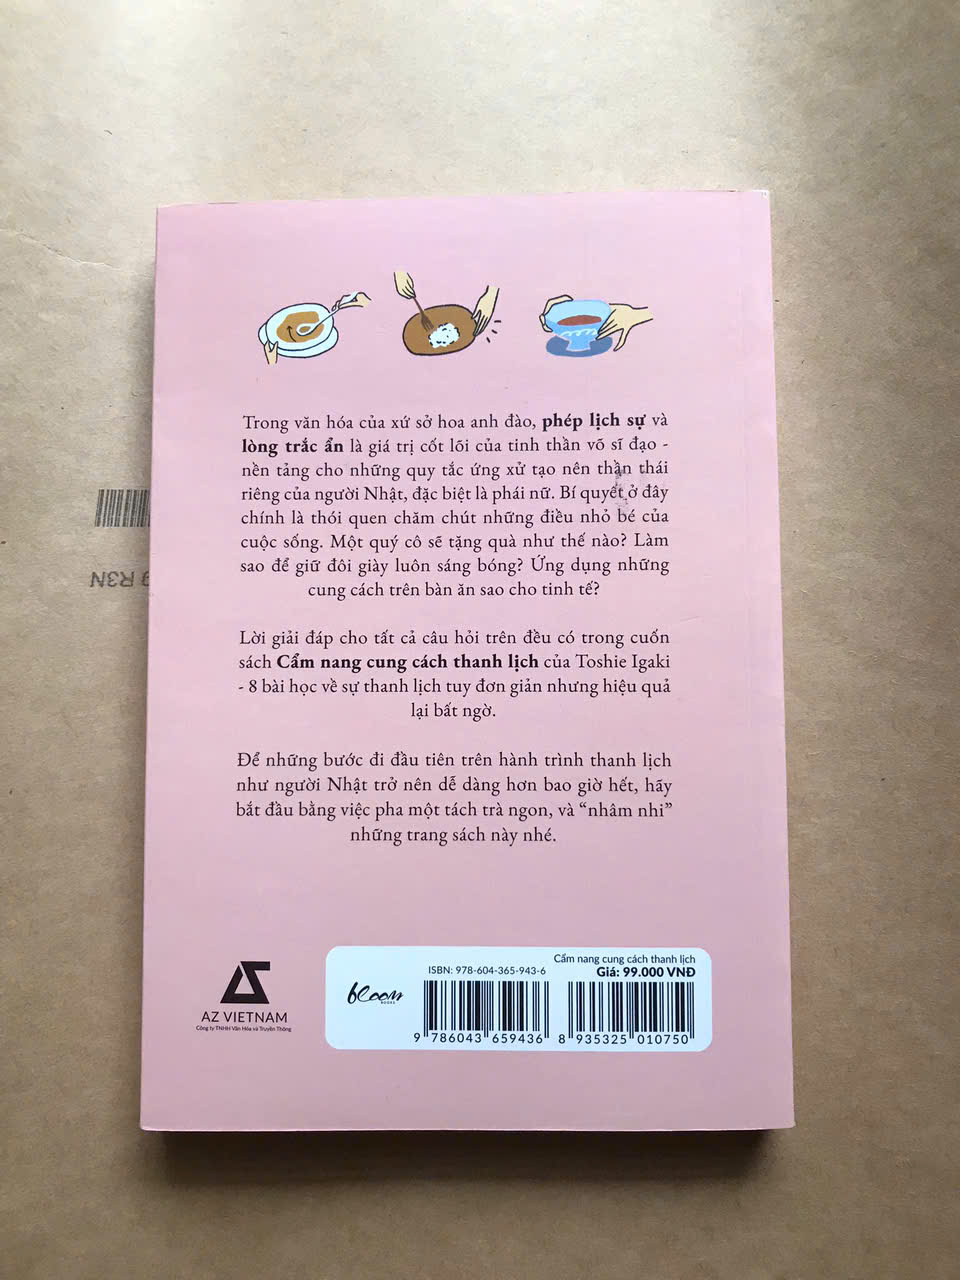 Trong văn hóa của xứ sở hoa anh đào, phép lịch sự và
lòng trắc ẩn là giá trị cốt lõi của tinh thần võ sĩ đạo -
nền tảng cho những quy tắc ứng xử tạo nên thần thái
riêng của người Nhật, đặc biệt là phái nữ. Bí quyết ở đây
chính là thói quen chăm chút những điều nhỏ bé của
cuộc sống. Một quý cô sẽ tặng quà như thế nào? Làm
sao để giữ đôi giày luôn sáng bóng? Ứng dụng những
cung cách trên bàn ăn sao cho tinh tế?
Lời giải đáp cho tất cả câu hỏi trên đều có trong cuốn
sách Cẩm nang cung cách thanh lịch của Toshie Igaki
- 8 bài học về sự thanh lịch tuy đơn giản nhưng hiệu quả
lại bất ngờ.
Để những bước đi đầu tiên trên hành trình thanh lịch
như người Nhật trở nên dễ dàng hơn bao giờ hết, hãy
bắt đầu bằng việc pha một tách trà ngon, và “nhâm nhi”
những trang sách này nhé.
AZ VIETNAM
Công ty TNHH Văn Hóa và Truyền Thông
bloom
BOOKS
Cẩm nang cung cách thanh lịch
ISBN: 978-604-365-943-6
Giá: 99.000 VNĐ
9 786043 659436
8 935325 010750
R3N